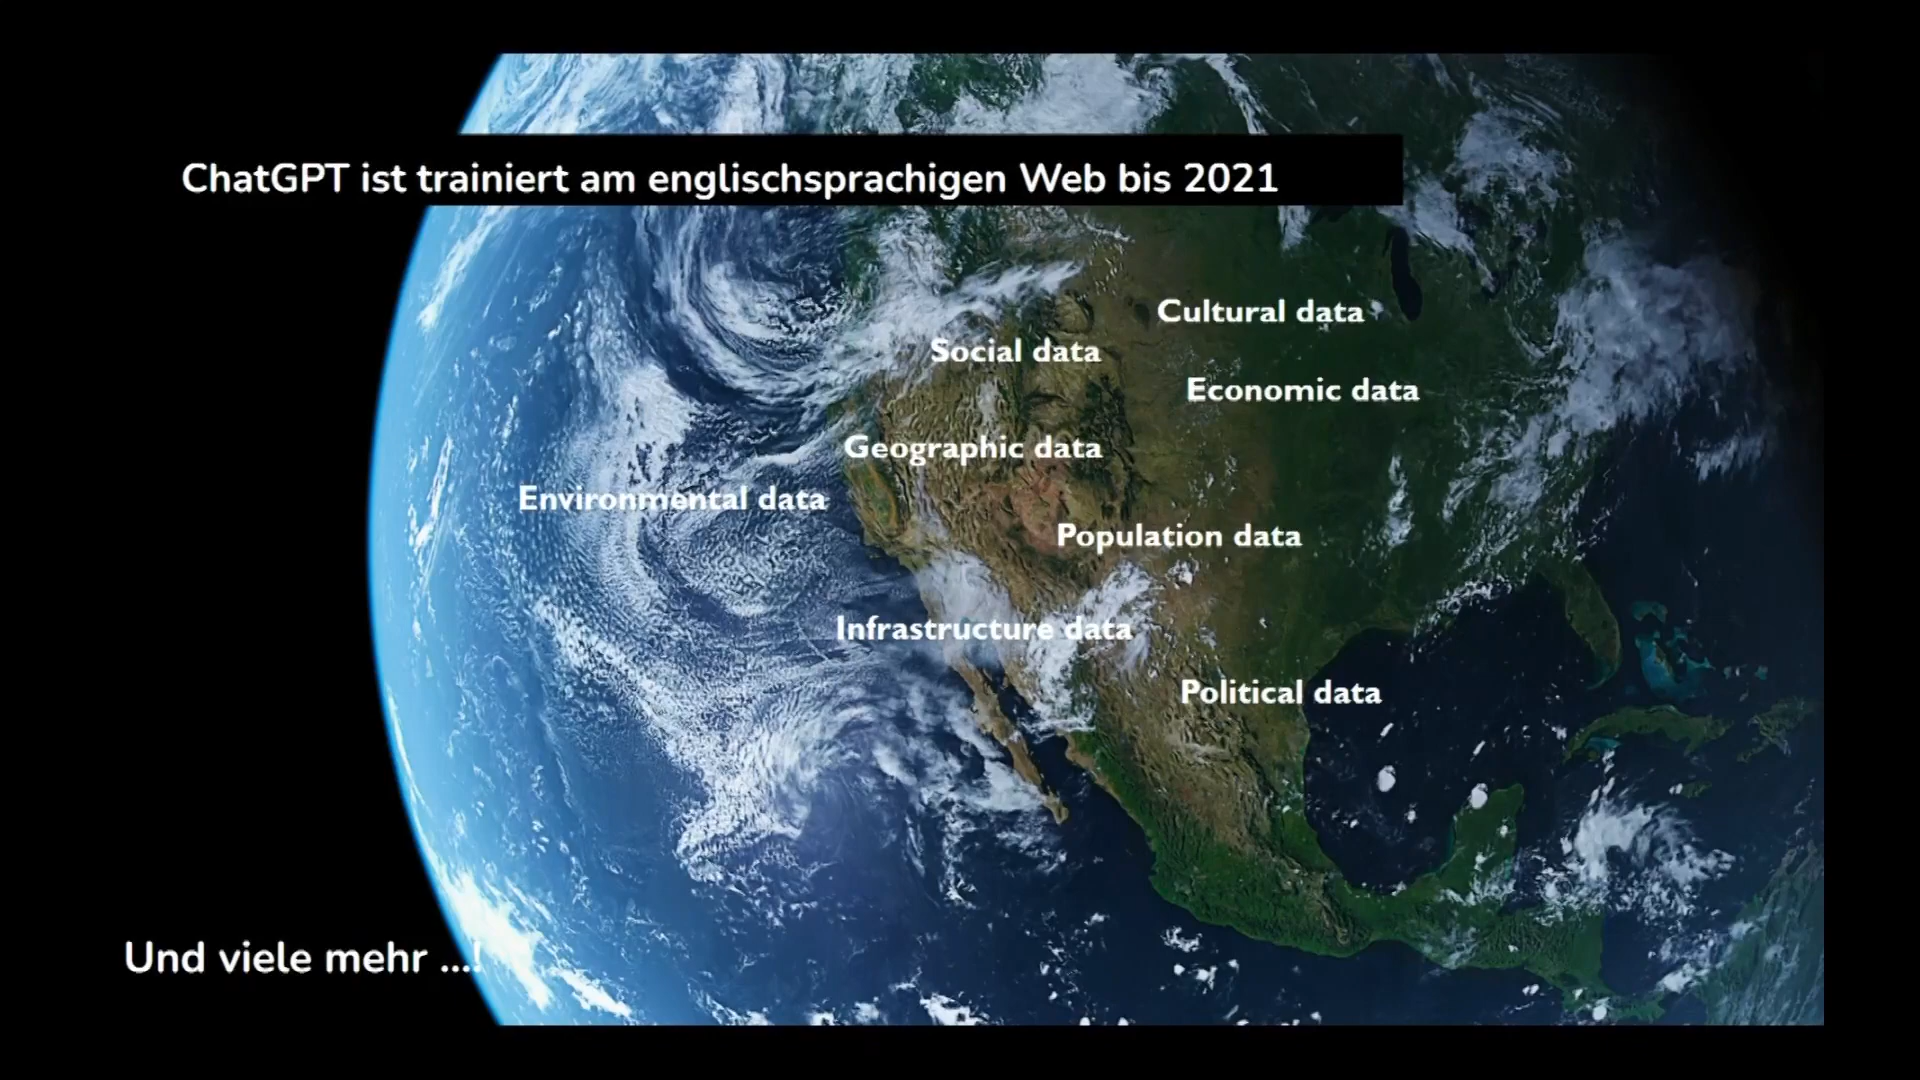 ChatGPT ist trainiert am englischsprachigen Web bis 2021
Cultural data
Social data
Economic data
Geographic data
Environmental data
Population data
Infrastructure data
Political data
Und viele mehr ...!